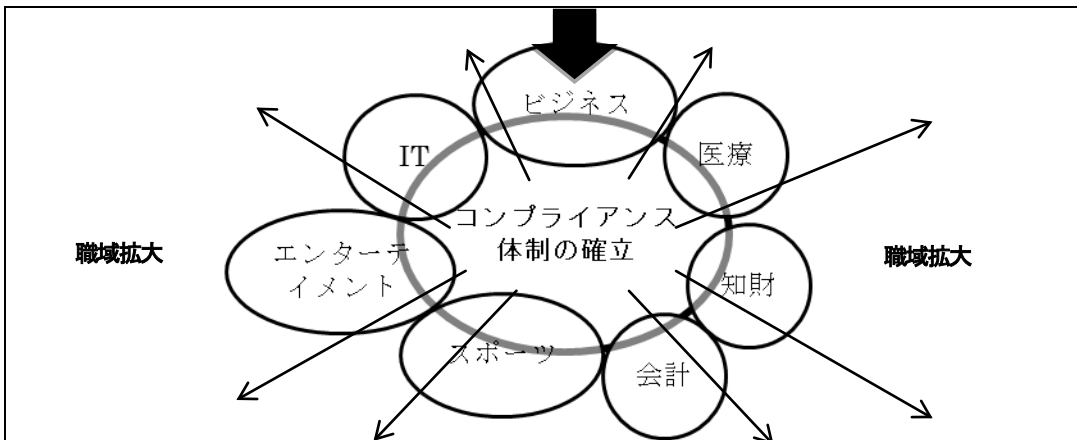 ビジネス
IT
医療
コンプライアンス
体制の確立
職域拡大
エンターテ
イメント
知財
職域拡大
スポーツ
会計